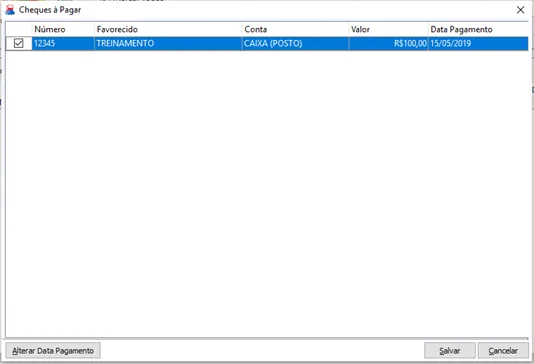 Cheques à Pagar
Número Favorecido Conta Valor Data Pagamento
12345 TREINAMENTO CAIXA (POSTO) R$100,00 15/05/2019
Alterar Data Pagamento Salvar Cancelar